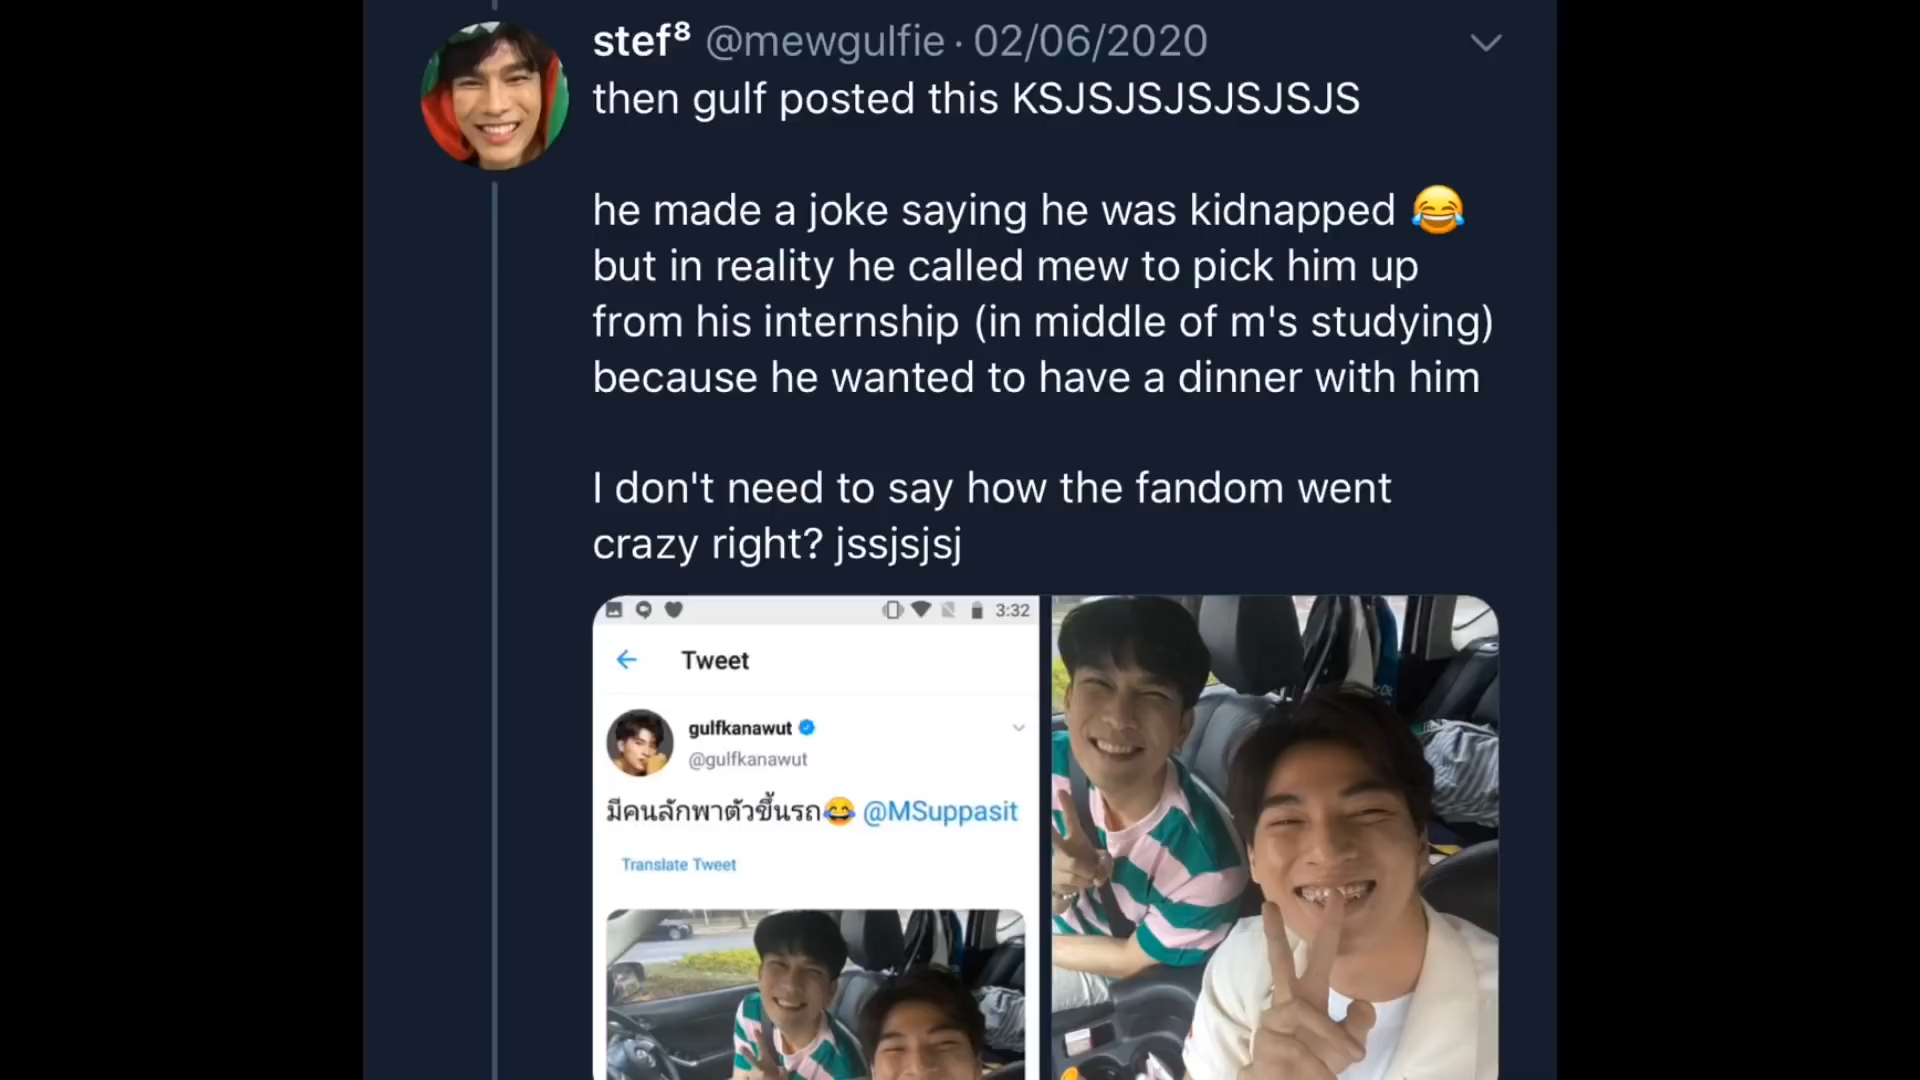 stef⁸ @mewgulfie · 02/06/2020
then gulf posted this KSJSJSJSJSJSJS
he made a joke saying he was kidnapped 😂
but in reality he called mew to pick him up
from his internship (in middle of m's studying)
because he wanted to have a dinner with him
I don't need to say how the fandom went
crazy right? jssjsjsj
3:32
Tweet
gulfkanawut
@gulfkanawut
มีคนลักพาตัวขึ้นรถ😂 @MSuppasit
Translate Tweet